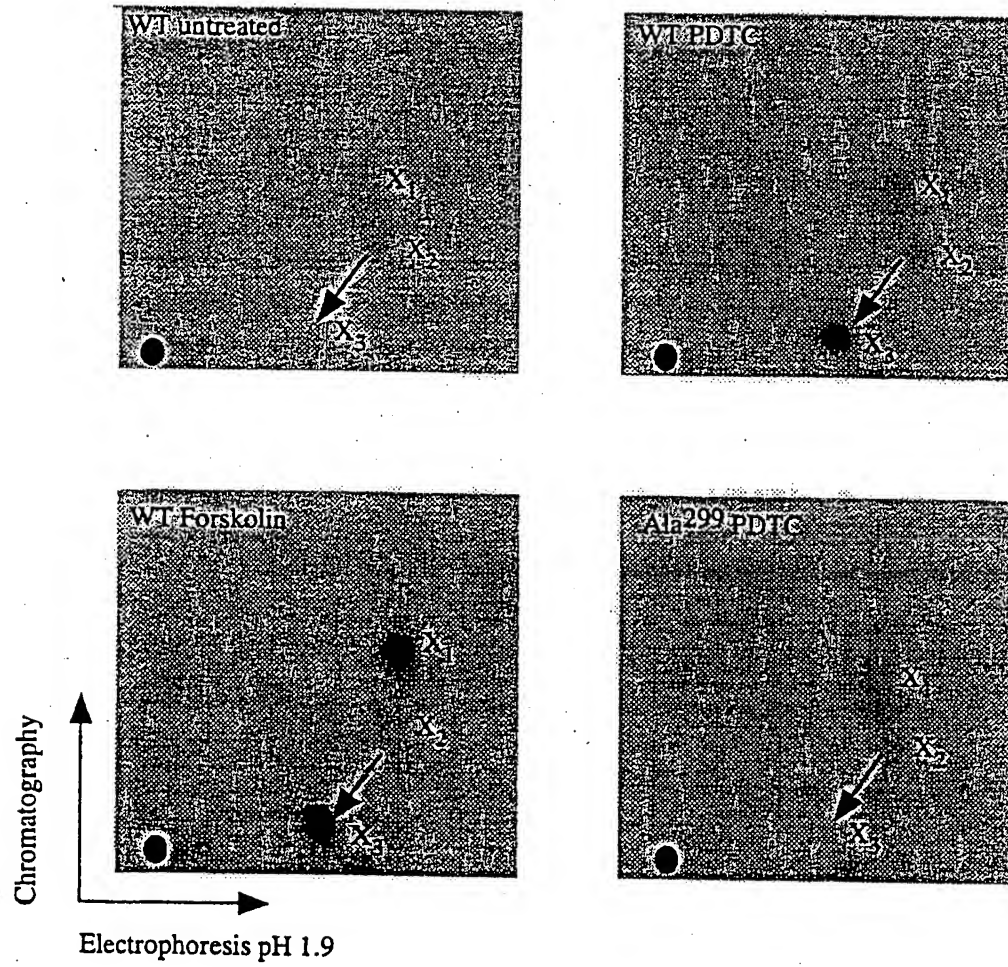 WT untreated
X₁
X₂
X₃
WT PDTC
X₁
X₂
X₃
WT Forskolin
X₁
X₂
X₃
Ala²⁹⁹ PDTC
X₁
X₂
X₃
Chromatography
Electrophoresis pH 1.9